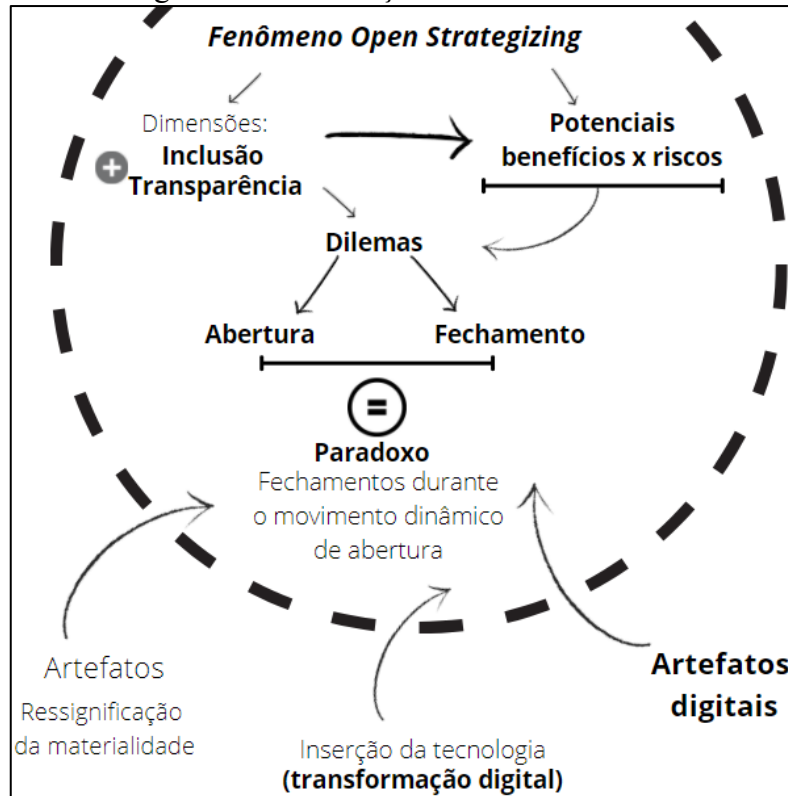 Fenômeno Open Strategizing
Dimensões:
Inclusão
Transparência
Potenciais
benefícios x riscos
Dilemas
Abertura
Fechamento
Paradoxo
Fechamentos durante
o movimento dinâmico
de abertura
Artefatos
Ressignificação
da materialidade
Inserção da tecnologia
(transformação digital)
Artefatos
digitais